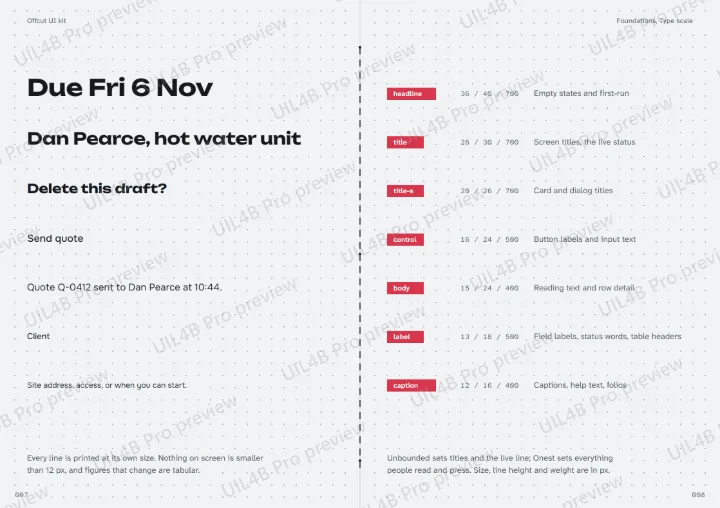 Offcut UI kit
Foundations, Type scale
Due Fri 6 Nov
headline 36 / 40 / 700 Empty states and first-run
Dan Pearce, hot water unit
title 26 / 30 / 700 Screen titles, the live status
Delete this draft?
title-s 20 / 26 / 700 Card and dialog titles
Send quote
control 16 / 24 / 500 Button labels and input text
Quote Q-0412 sent to Dan Pearce at 10:44.
body 15 / 24 / 400 Reading text and row detail
Client
label 13 / 18 / 500 Field labels, status words, table headers
Site address, access, or when you can start.
caption 12 / 16 / 400 Captions, help text, folios
Every line is printed at its own size. Nothing on screen is smaller
than 12 px, and figures that change are tabular.
Unbounded sets titles and the live line; Onest sets everything
people read and press. Size, line height and weight are in px.
007
008
UIL4B Pro preview